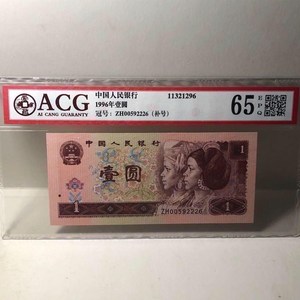 ACG
AI CANG GUARANTY
中国人民银行 11321296
1996年壹圆
冠号：ZH00592226（补号）
65 EPQ
中国人民银行
1
壹圆
1
ZH00592226